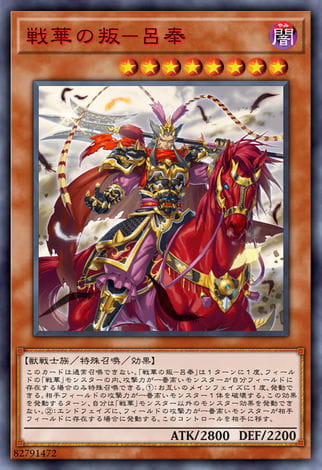 戦華の叛－呂奉
闇
やみ
【獣戦士族／特殊召喚／効果】
このカードは通常召喚できない。「戦華の叛－呂奉」は１ターンに１度、フィール
ドの「戦華」モンスターの内、攻撃力が一番高いモンスターが自分フィールドに
存在する場合のみ特殊召喚できる。①：お互いのメインフェイズに１度、発動で
きる。相手フィールドの攻撃力が一番高いモンスター１体を破壊する。この効果
を発動するターン、自分は「戦華」モンスター以外のモンスター効果を発動でき
ない。②：エンドフェイズに、フィールドの攻撃力が一番高いモンスターが相手
フィールドに存在する場合に発動する。このコントロールを相手に移す。
ATK/2800 DEF/2200
82791472